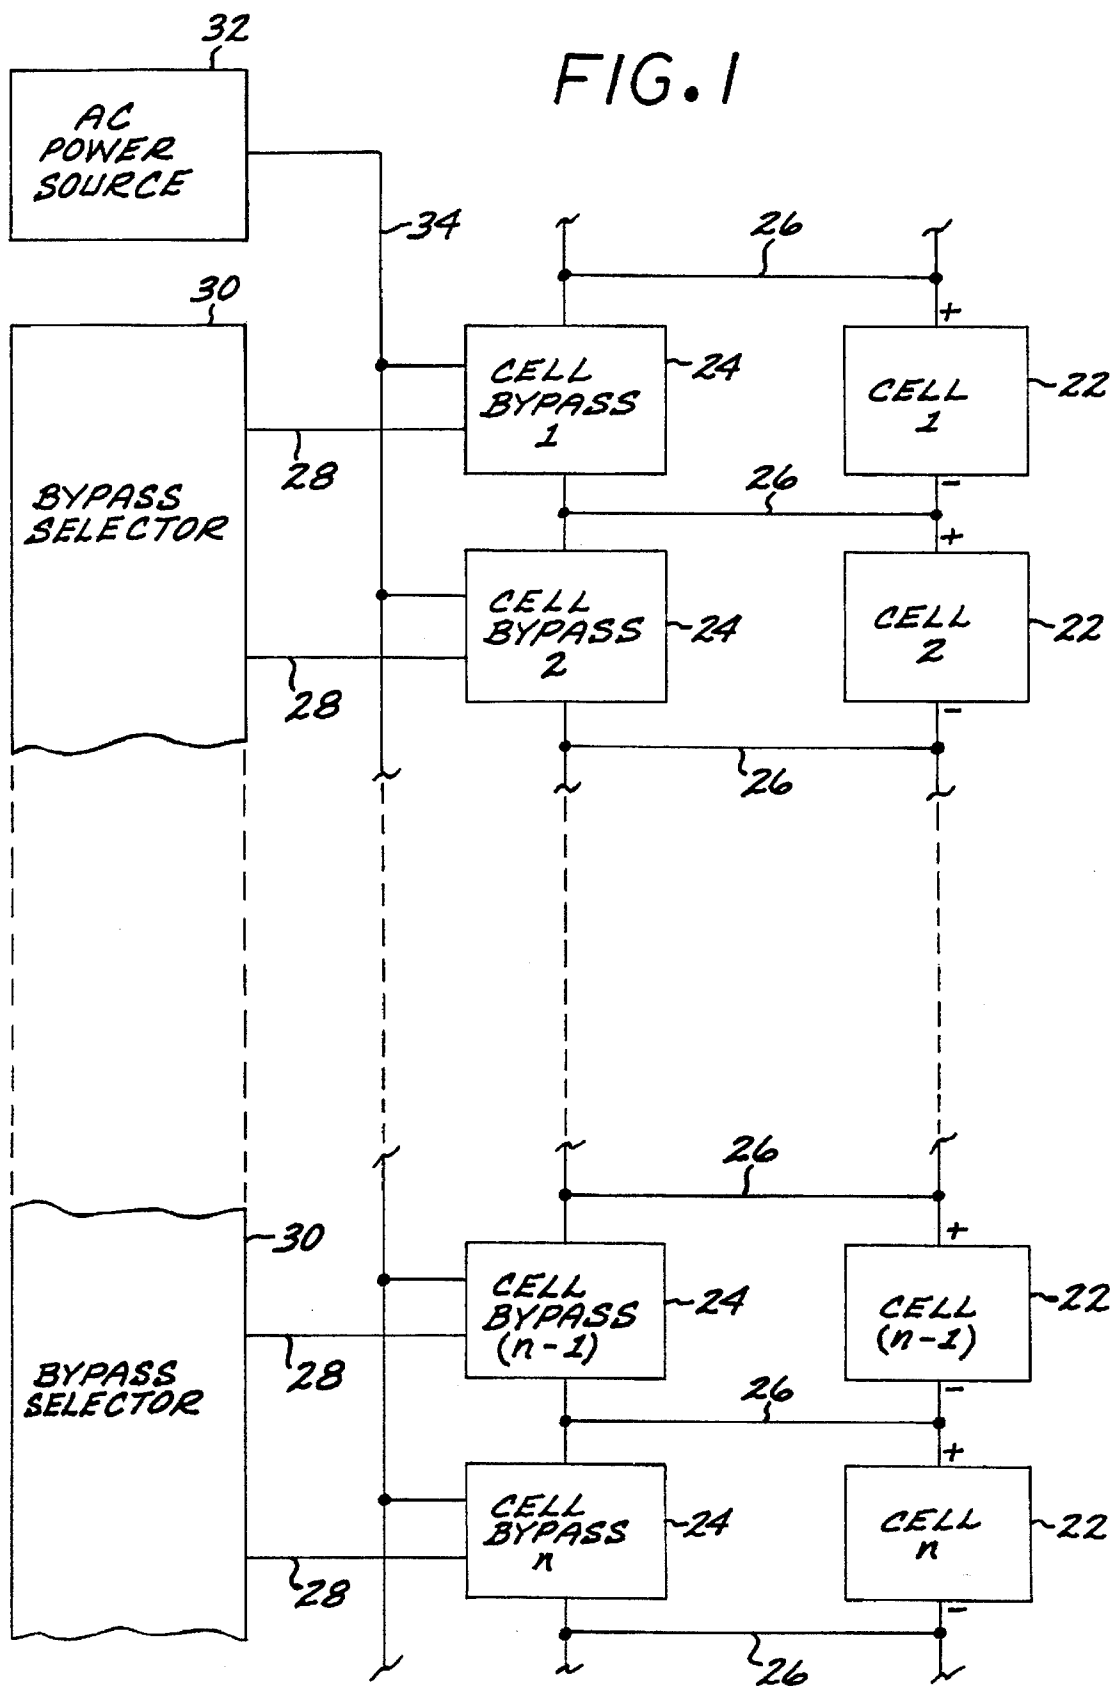 FIG. 1
32
AC
POWER
SOURCE
34
26
30
+
CELL
BYPASS
1
24
CELL
1
22
28
-
26
BYPASS
SELECTOR
+
CELL
BYPASS
2
24
CELL
2
22
28
-
26
26
30
+
CELL
BYPASS
(n-1)
24
CELL
(n-1)
22
28
BYPASS
SELECTOR
-
26
+
CELL
BYPASS
n
24
CELL
n
22
28
-
26